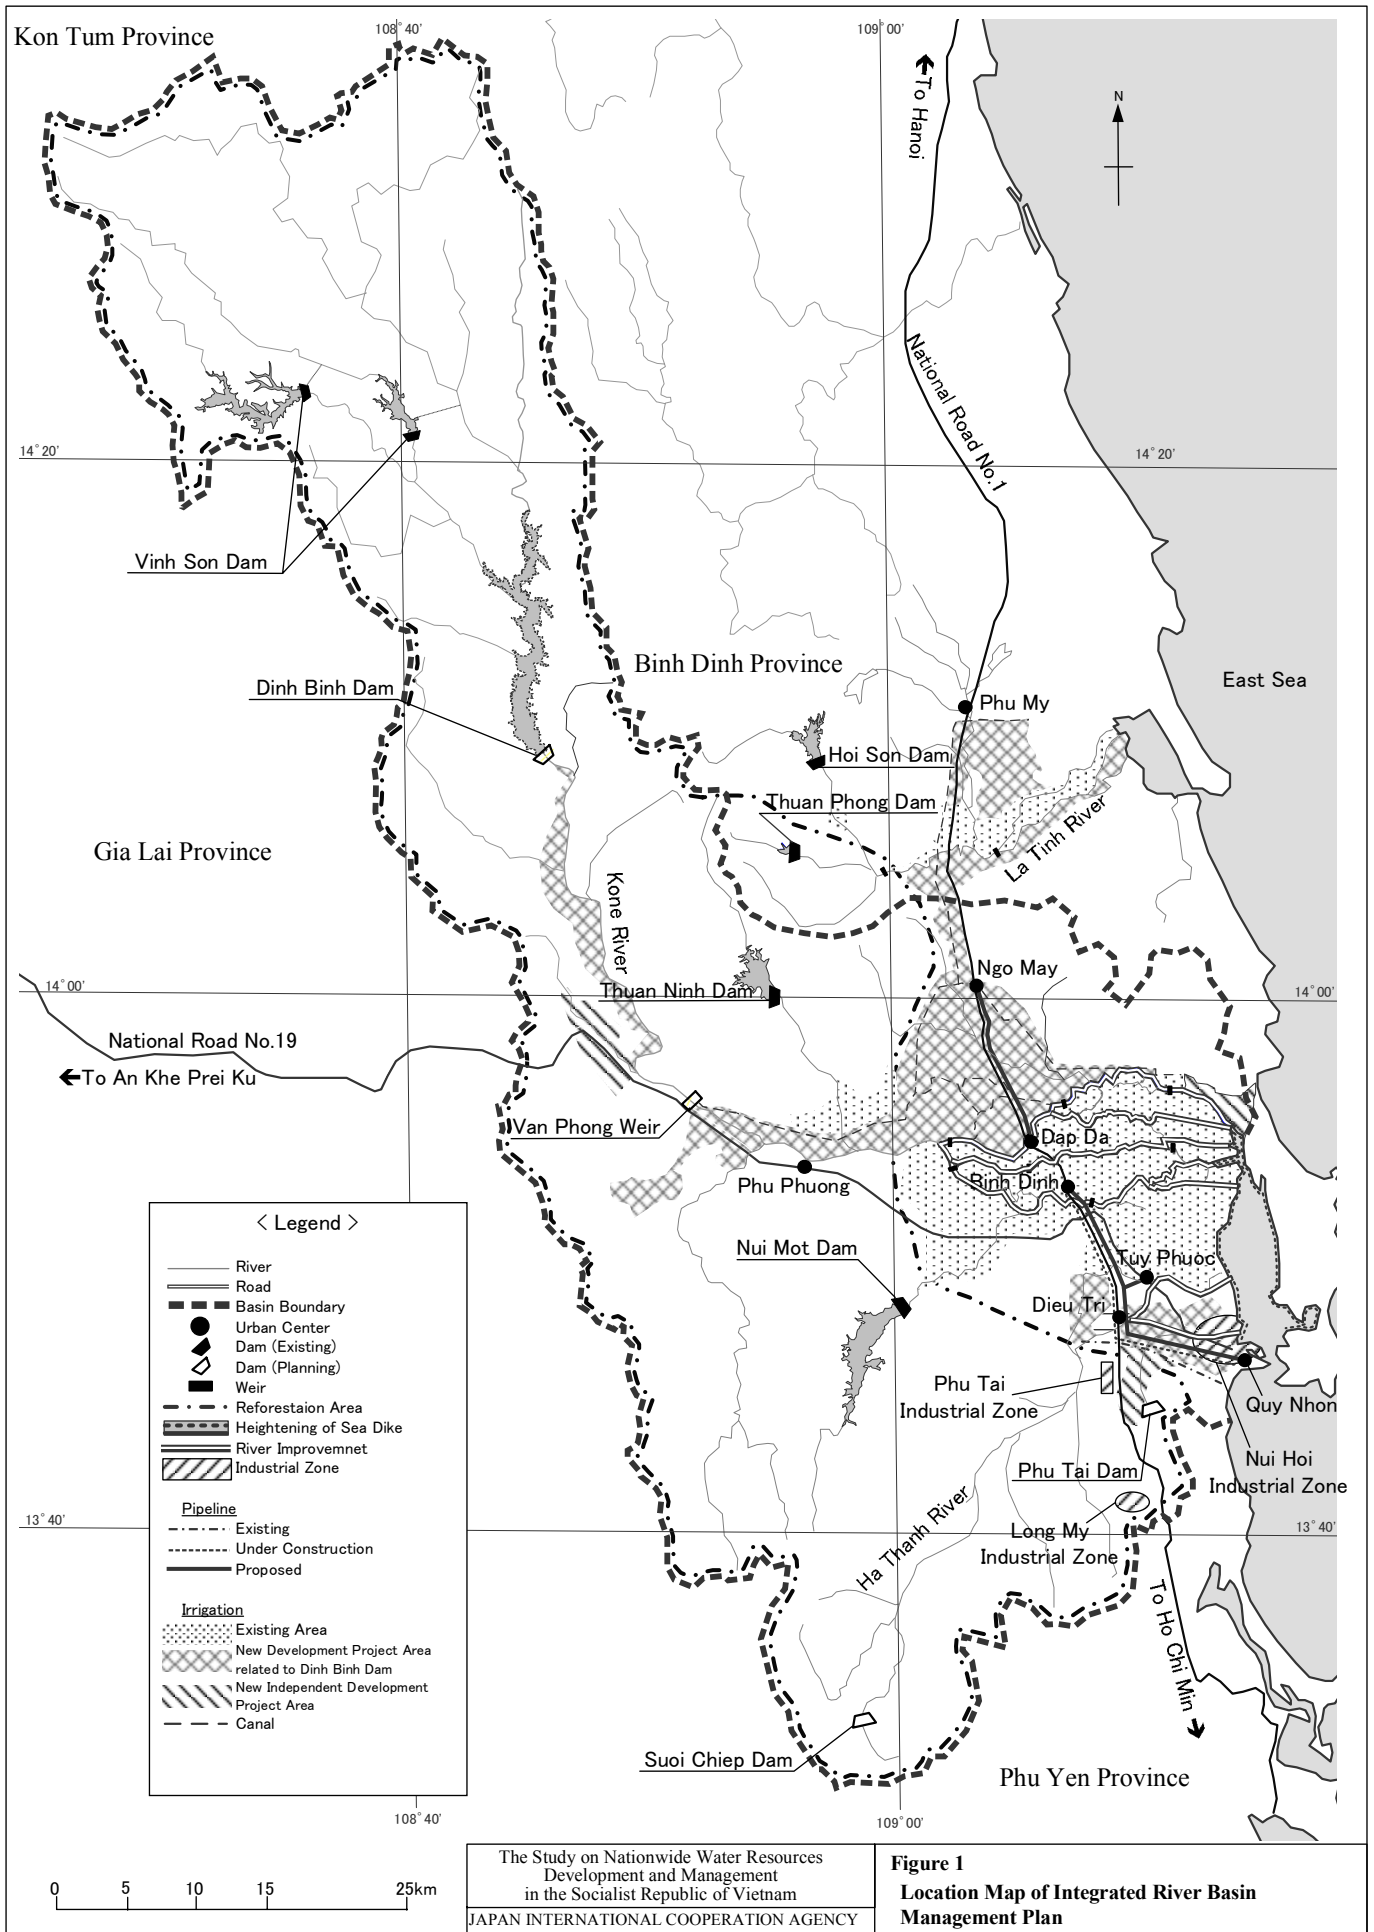 Kon Tum Province
108°40'
109°00'
To Hanoi
N
National Road No.1
14°20'
14°20'
Vinh Son Dam
Binh Dinh Province
East Sea
Dinh Binh Dam
Phu My
Hoi Son Dam
Thuan Phong Dam
La Tinh River
Gia Lai Province
Kone River
Ngo May
14°00'
Thuan Ninh Dam
14°00'
National Road No.19
To An Khe Prei Ku
Van Phong Weir
Dap Da
Phu Phuong
Binh Dinh
Nui Mot Dam
Tuy Phuoc
Dieu Tri
Phu Tai
Industrial Zone
Quy Nhon
Phu Tai Dam
Nui Hoi
Industrial Zone
Ha Thanh River
Long My
Industrial Zone
13°40'
13°40'
To Ho Chi Min
Suoi Chiep Dam
Phu Yen Province
< Legend >
River
Road
Basin Boundary
Urban Center
Dam (Existing)
Dam (Planning)
Weir
Reforestaion Area
Heightening of Sea Dike
River Improvemnet
Industrial Zone
Pipeline
Existing
Under Construction
Proposed
Irrigation
Existing Area
New Development Project Area
related to Dinh Binh Dam
New Independent Development
Project Area
Canal
108°40'
109°00'
0 5 10 15 25km
The Study on Nationwide Water Resources
Development and Management
in the Socialist Republic of Vietnam
JAPAN INTERNATIONAL COOPERATION AGENCY
Figure 1
Location Map of Integrated River Basin
Management Plan